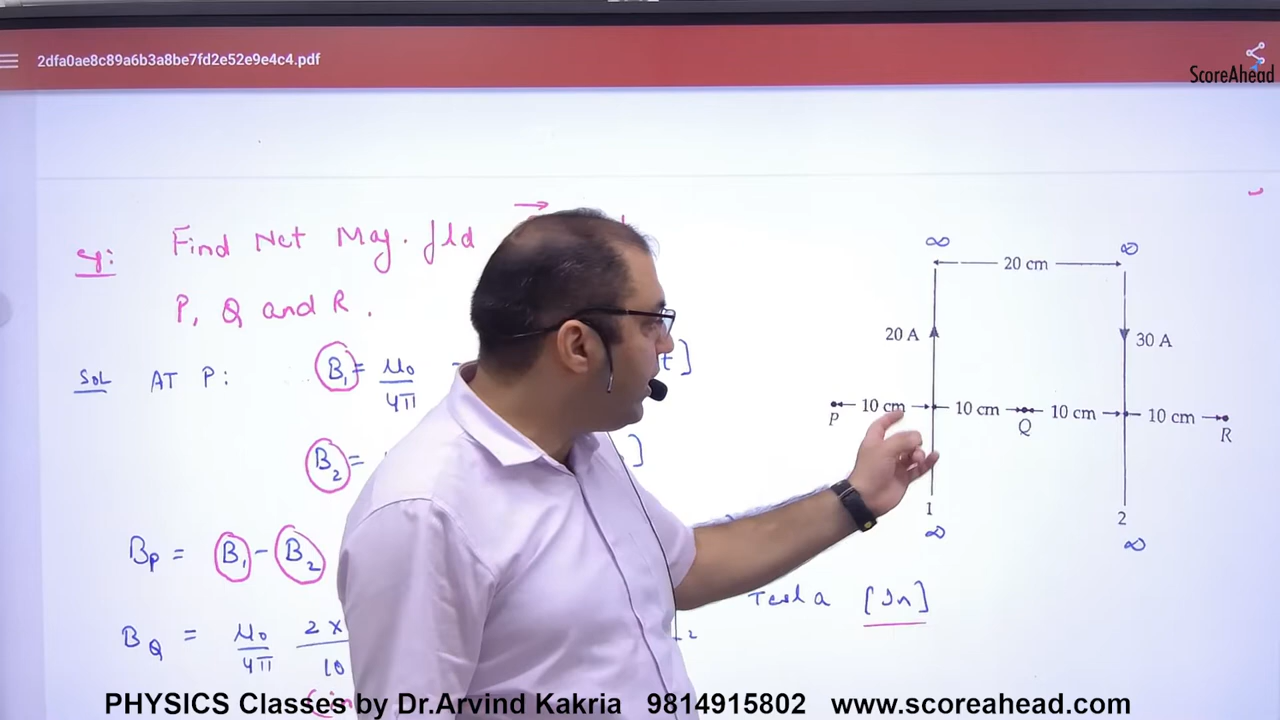 2dfa0ae8c89a6b3a8be7fd2e52e9e4c4.pdf
ScoreAhead
eg: Find Net Mag. fld
P, Q and R.
Sol AT P: B1 = μ0
4π
t]
B2 =
]
BP = B1 - B2
Tesla [In]
BQ = μ0 2×
4π 10
(in
∞ ∞
20 cm
20 A
30 A
10 cm 10 cm 10 cm 10 cm
P Q R
1 2
∞ ∞
PHYSICS Classes by Dr.Arvind Kakria 9814915802 www.scoreahead.com